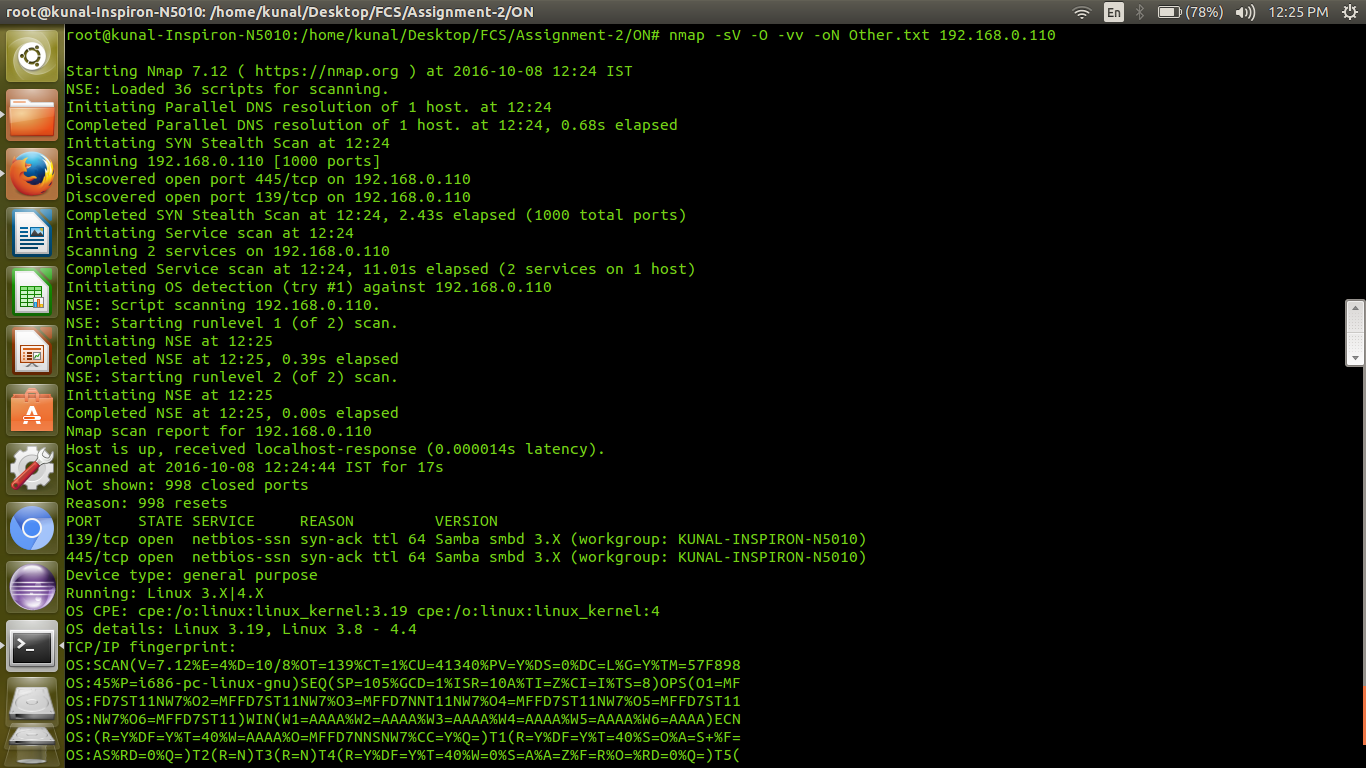 root@kunal-Inspiron-N5010: /home/kunal/Desktop/FCS/Assignment-2/ON
En (78%) 12:25 PM
root@kunal-Inspiron-N5010:/home/kunal/Desktop/FCS/Assignment-2/ON# nmap -sV -O -vv -oN Other.txt 192.168.0.110
Starting Nmap 7.12 ( https://nmap.org ) at 2016-10-08 12:24 IST
NSE: Loaded 36 scripts for scanning.
Initiating Parallel DNS resolution of 1 host. at 12:24
Completed Parallel DNS resolution of 1 host. at 12:24, 0.68s elapsed
Initiating SYN Stealth Scan at 12:24
Scanning 192.168.0.110 [1000 ports]
Discovered open port 445/tcp on 192.168.0.110
Discovered open port 139/tcp on 192.168.0.110
Completed SYN Stealth Scan at 12:24, 2.43s elapsed (1000 total ports)
Initiating Service scan at 12:24
Scanning 2 services on 192.168.0.110
Completed Service scan at 12:24, 11.01s elapsed (2 services on 1 host)
Initiating OS detection (try #1) against 192.168.0.110
NSE: Script scanning 192.168.0.110.
NSE: Starting runlevel 1 (of 2) scan.
Initiating NSE at 12:25
Completed NSE at 12:25, 0.39s elapsed
NSE: Starting runlevel 2 (of 2) scan.
Initiating NSE at 12:25
Completed NSE at 12:25, 0.00s elapsed
Nmap scan report for 192.168.0.110
Host is up, received localhost-response (0.000014s latency).
Scanned at 2016-10-08 12:24:44 IST for 17s
Not shown: 998 closed ports
Reason: 998 resets
PORT    STATE SERVICE     REASON         VERSION
139/tcp open  netbios-ssn syn-ack ttl 64 Samba smbd 3.X (workgroup: KUNAL-INSPIRON-N5010)
445/tcp open  netbios-ssn syn-ack ttl 64 Samba smbd 3.X (workgroup: KUNAL-INSPIRON-N5010)
Device type: general purpose
Running: Linux 3.X|4.X
OS CPE: cpe:/o:linux:linux_kernel:3.19 cpe:/o:linux:linux_kernel:4
OS details: Linux 3.19, Linux 3.8 - 4.4
TCP/IP fingerprint:
OS:SCAN(V=7.12%E=4%D=10/8%OT=139%CT=1%CU=41340%PV=Y%DS=0%DC=L%G=Y%TM=57F898
OS:45%P=i686-pc-linux-gnu)SEQ(SP=105%GCD=1%ISR=10A%TI=Z%CI=I%TS=8)OPS(O1=MF
OS:FD7ST11NW7%O2=MFFD7ST11NW7%O3=MFFD7NNT11NW7%O4=MFFD7ST11NW7%O5=MFFD7ST11
OS:NW7%O6=MFFD7ST11)WIN(W1=AAAA%W2=AAAA%W3=AAAA%W4=AAAA%W5=AAAA%W6=AAAA)ECN
OS:(R=Y%DF=Y%T=40%W=AAAA%O=MFFD7NNSNW7%CC=Y%Q=)T1(R=Y%DF=Y%T=40%S=O%A=S+%F=
OS:AS%RD=0%Q=)T2(R=N)T3(R=N)T4(R=Y%DF=Y%T=40%W=0%S=A%A=Z%F=R%O=%RD=0%Q=)T5(